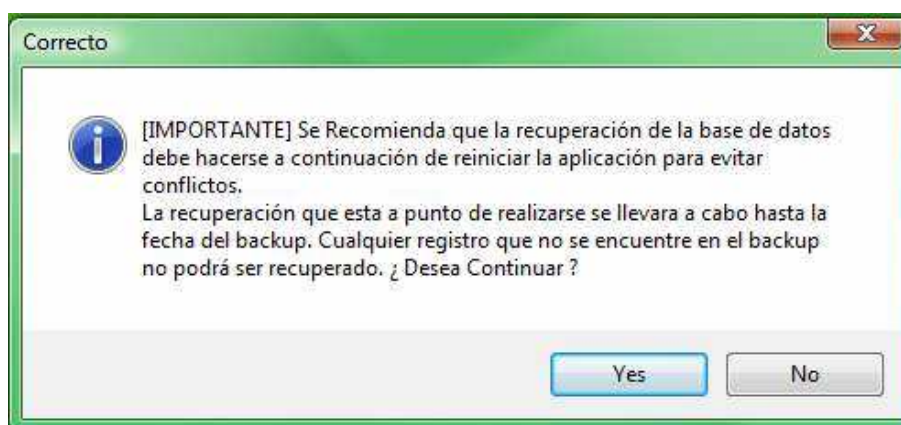 Correcto
[IMPORTANTE] Se Recomienda que la recuperación de la base de datos
debe hacerse a continuación de reiniciar la aplicación para evitar
conflictos.
La recuperación que esta a punto de realizarse se llevara a cabo hasta la
fecha del backup. Cualquier registro que no se encuentre en el backup
no podrá ser recuperado. ¿ Desea Continuar ?
Yes No